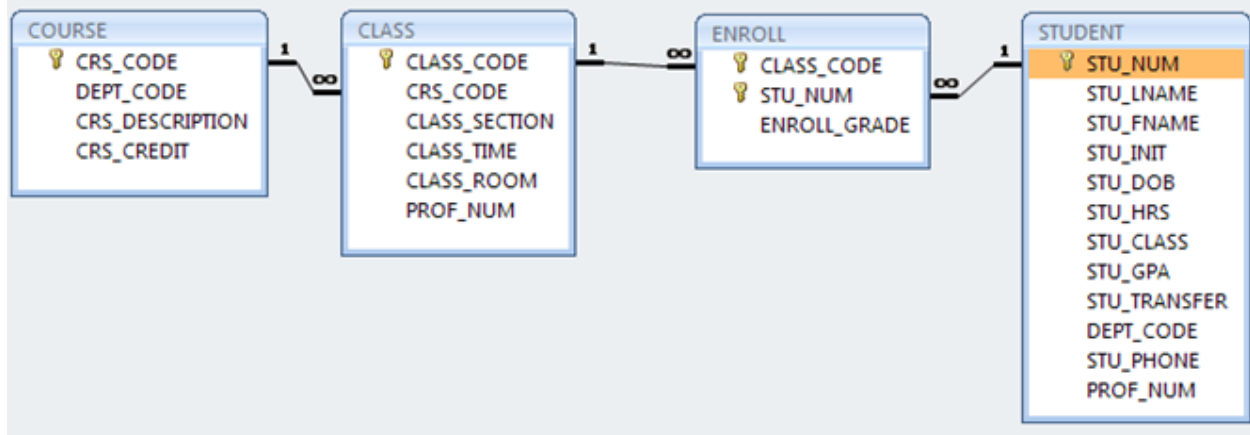 COURSE
CRS_CODE
DEPT_CODE
CRS_DESCRIPTION
CRS_CREDIT
1
∞
CLASS
CLASS_CODE
CRS_CODE
CLASS_SECTION
CLASS_TIME
CLASS_ROOM
PROF_NUM
1
∞
ENROLL
CLASS_CODE
STU_NUM
ENROLL_GRADE
∞
1
STUDENT
STU_NUM
STU_LNAME
STU_FNAME
STU_INIT
STU_DOB
STU_HRS
STU_CLASS
STU_GPA
STU_TRANSFER
DEPT_CODE
STU_PHONE
PROF_NUM